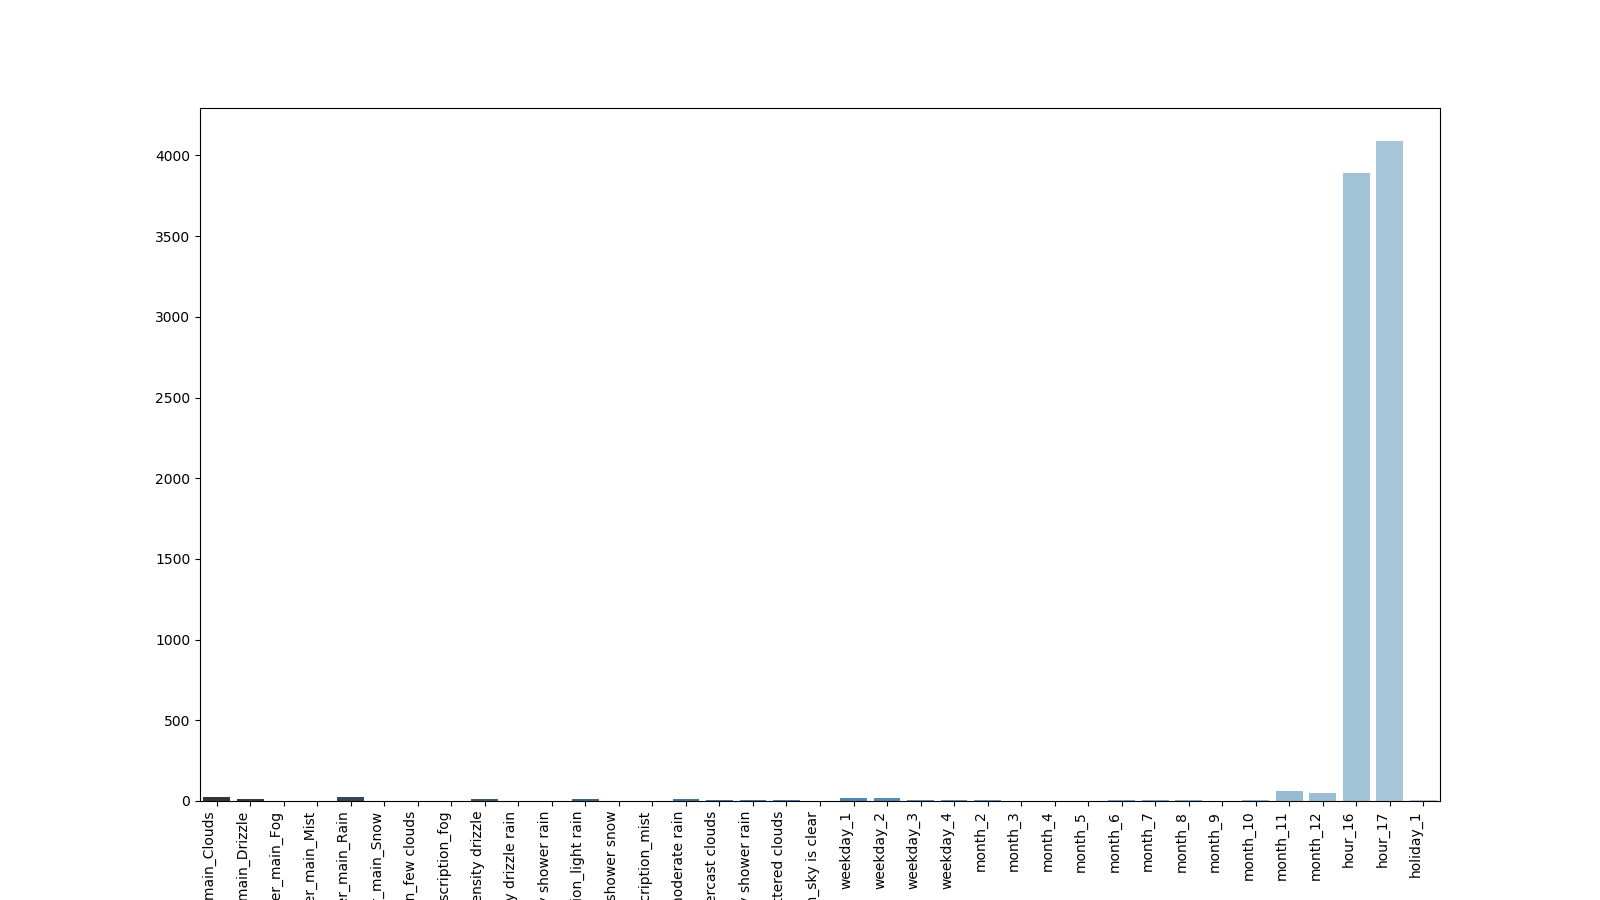 4000
3500
3000
2500
2000
1500
1000
500
0
main_Clouds
main_Drizzle
er_main_Fog
er_main_Mist
er_main_Rain
_main_Snow
n_few clouds
scription_fog
ensity drizzle
y drizzle rain
shower rain
ion_light rain
shower snow
cription_mist
moderate rain
ercast clouds
shower rain
ttered clouds
_sky is clear
weekday_1
weekday_2
weekday_3
weekday_4
month_2
month_3
month_4
month_5
month_6
month_7
month_8
month_9
month_10
month_11
month_12
hour_16
hour_17
holiday_1